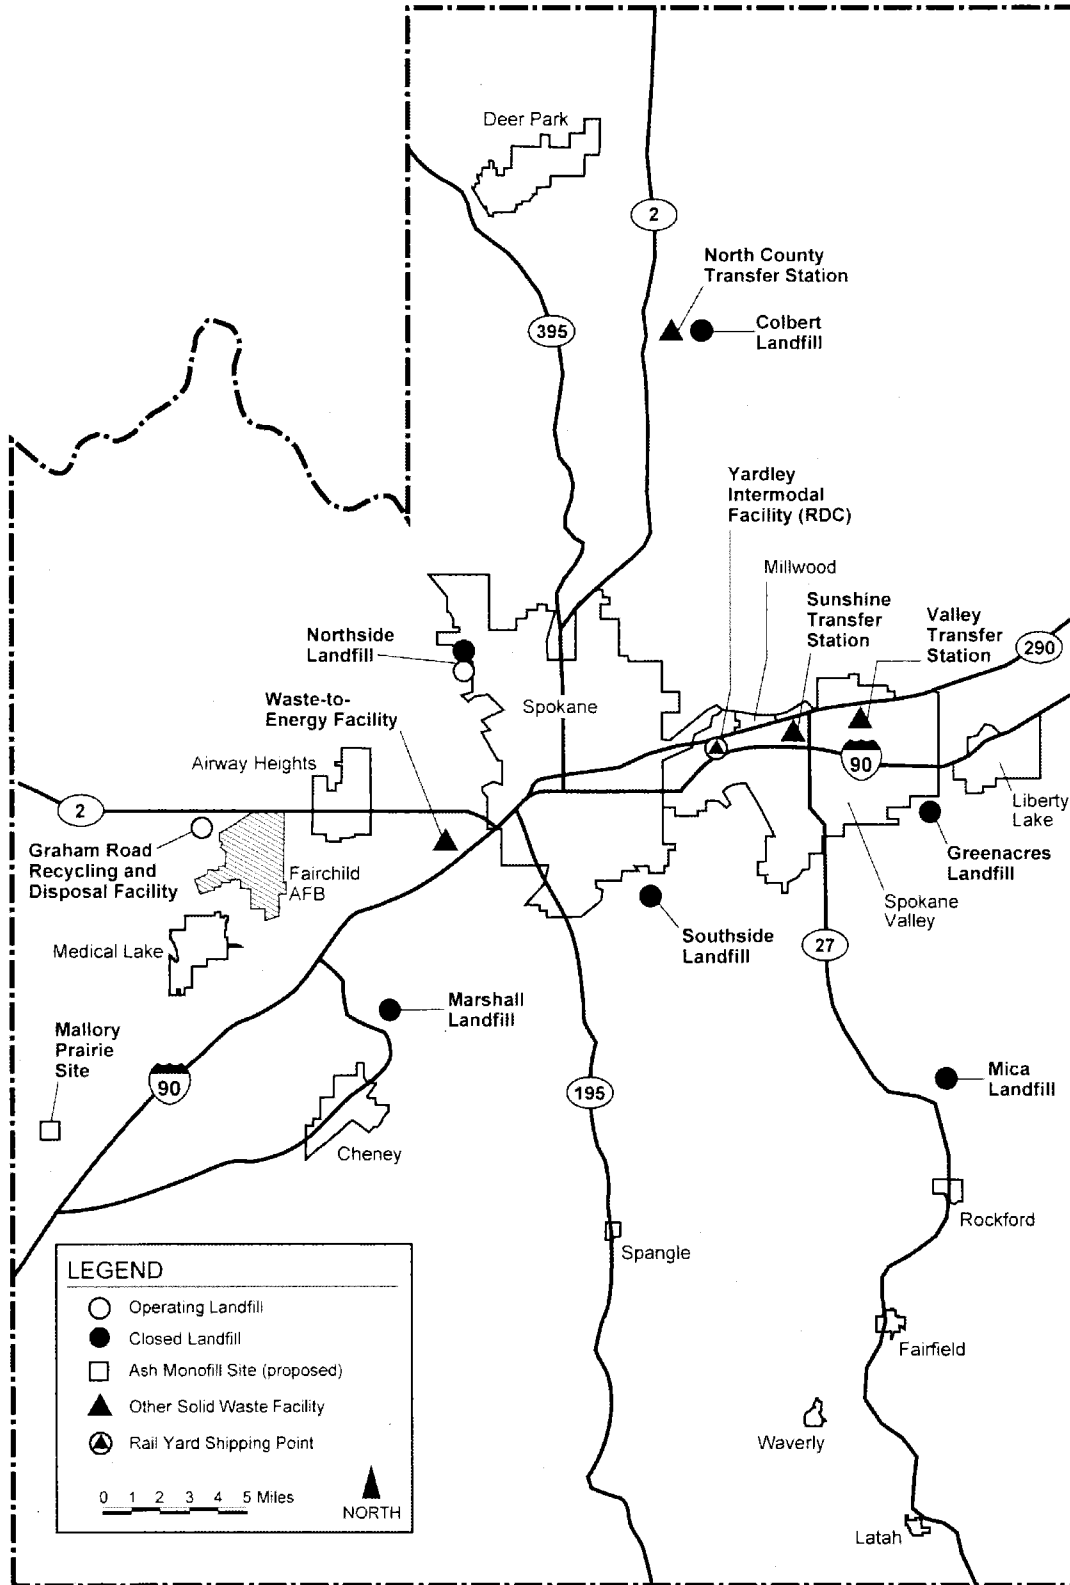 Deer Park
2
North County
Transfer Station
395
Colbert
Landfill
Yardley
Intermodal
Facility (RDC)
Millwood
Sunshine
Transfer
Station
Valley
Transfer
Station
290
Northside
Landfill
Waste-to-
Energy Facility
Spokane
Airway Heights
90
2
Liberty
Lake
Graham Road
Recycling and
Disposal Facility
Fairchild
AFB
Greenacres
Landfill
Spokane
Valley
Medical Lake
Southside
Landfill
27
Marshall
Landfill
Mallory
Prairie
Site
90
195
Mica
Landfill
Cheney
Rockford
Spangle
LEGEND
Operating Landfill
Closed Landfill
Ash Monofill Site (proposed)
Other Solid Waste Facility
Rail Yard Shipping Point
0 1 2 3 4 5 Miles
NORTH
Fairfield
Waverly
Latah